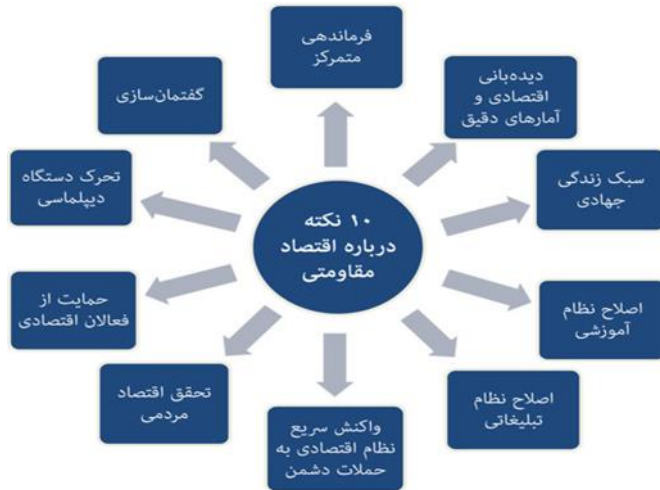 فرماندهی
متمرکز
دیده‌بانی
اقتصادی و
آمارهای دقیق
سبک زندگی
جهادی
اصلاح نظام
آموزشی
اصلاح نظام
تبلیغاتی
واکنش سریع
نظام اقتصادی به
حملات دشمن
تحقق اقتصاد
مردمی
حمایت از
فعالان اقتصادی
تحرک دستگاه
دیپلماسی
گفتمان‌سازی
۱۰ نکته
درباره اقتصاد
مقاومتی